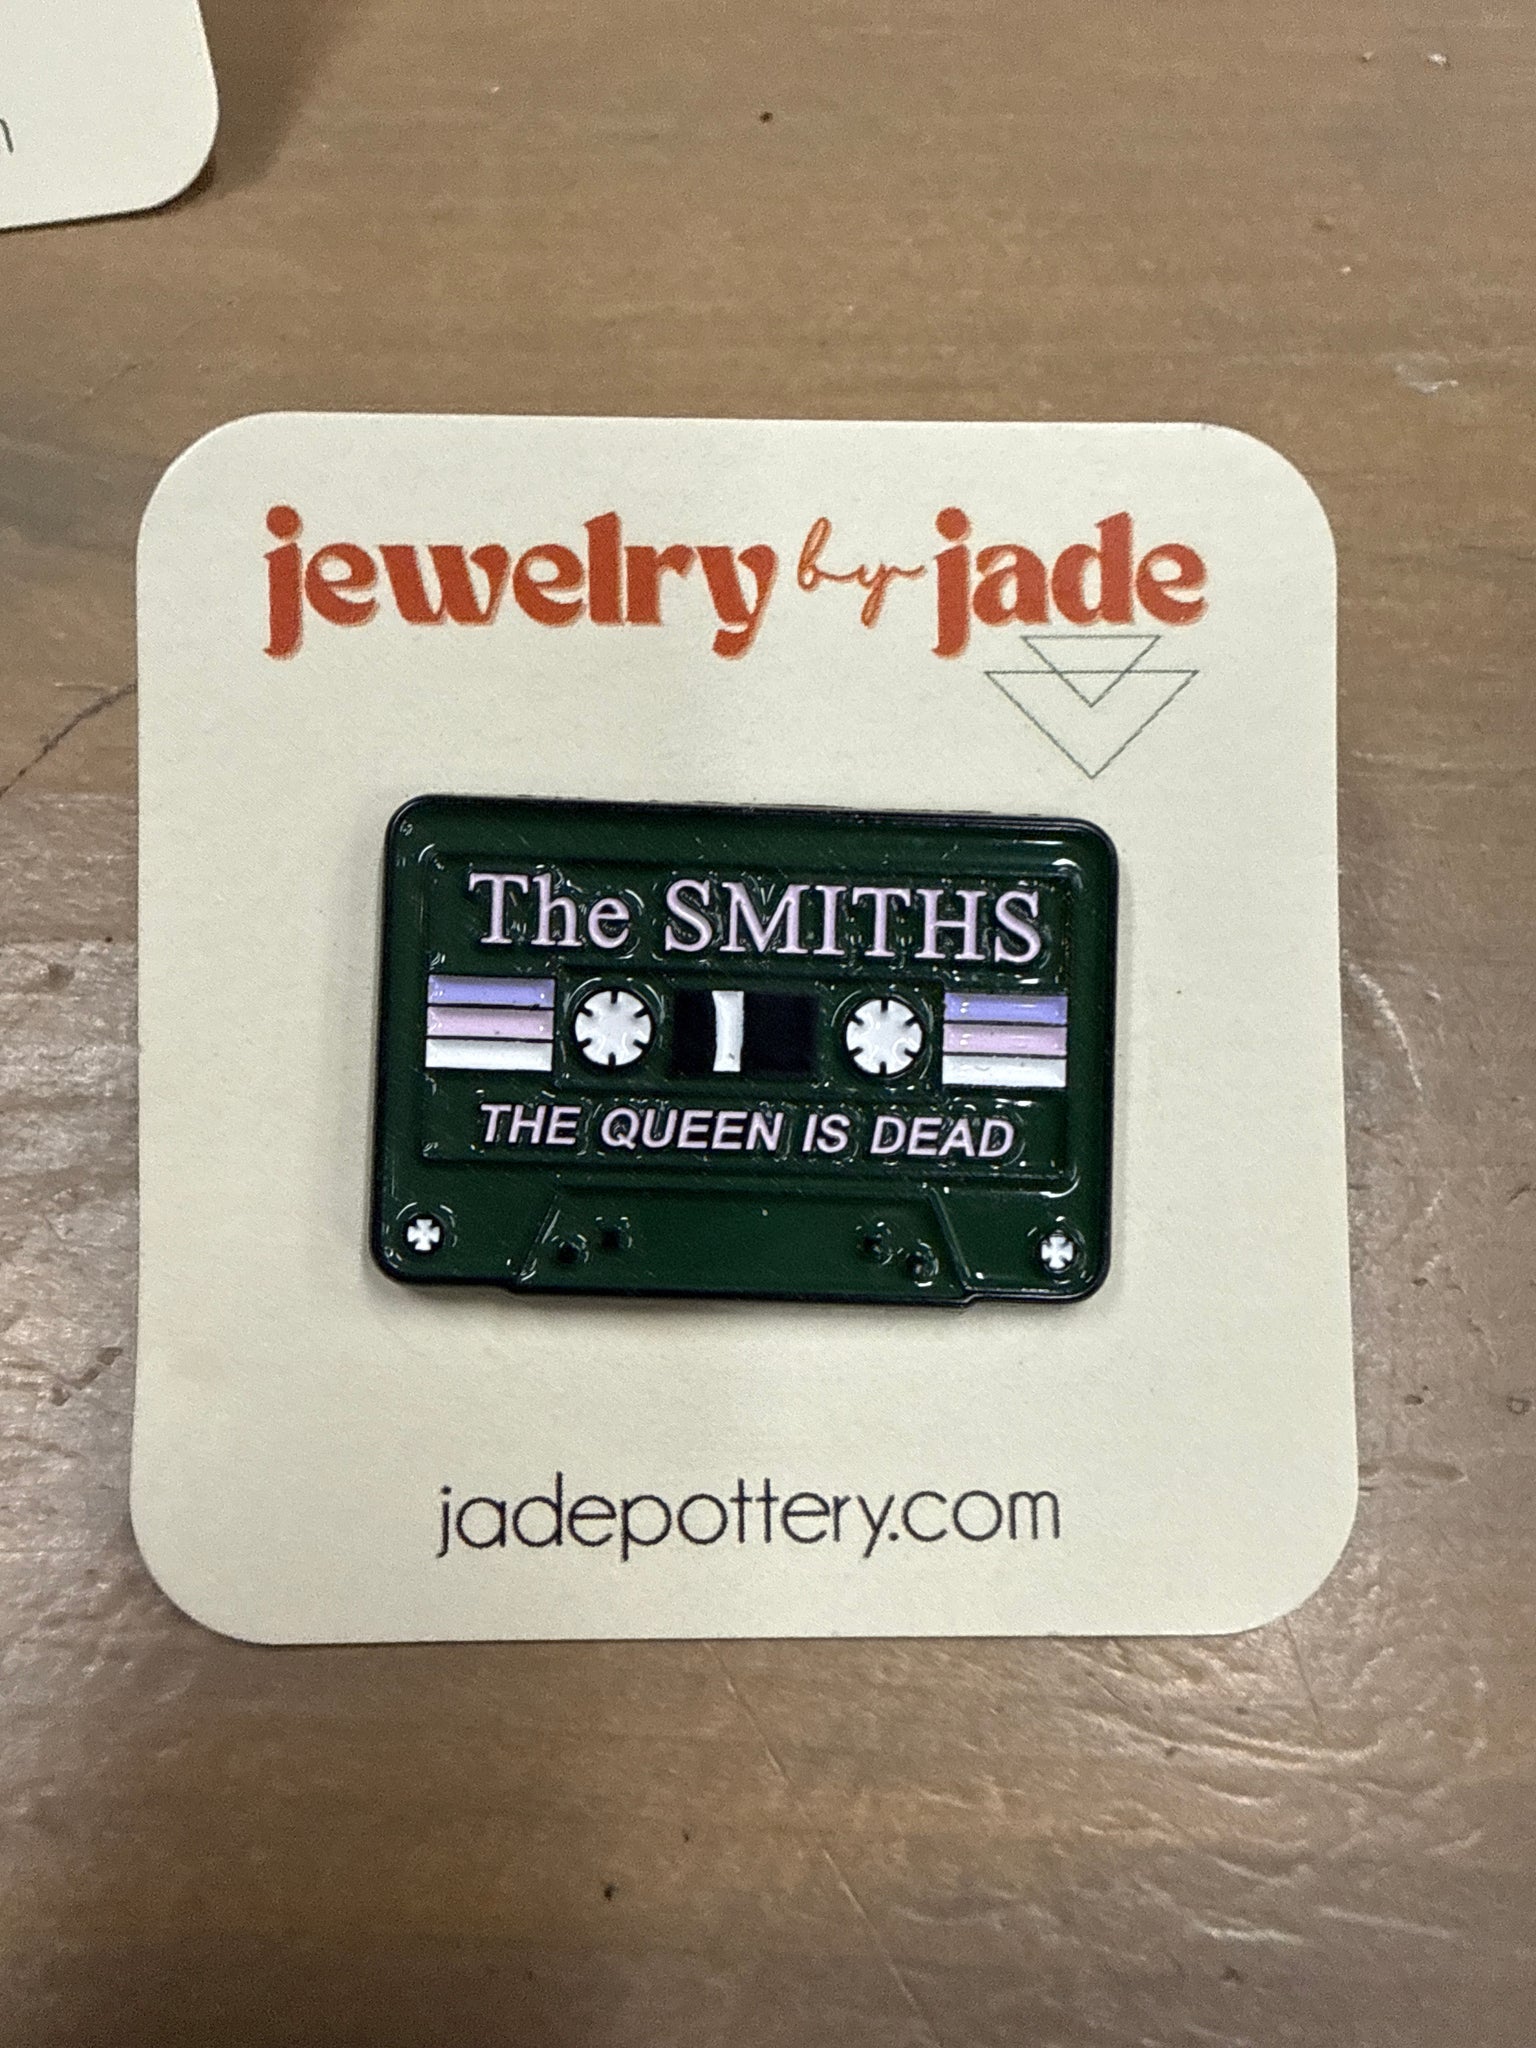 jewelry by jade
The SMITHS
THE QUEEN IS DEAD
jadepottery.com